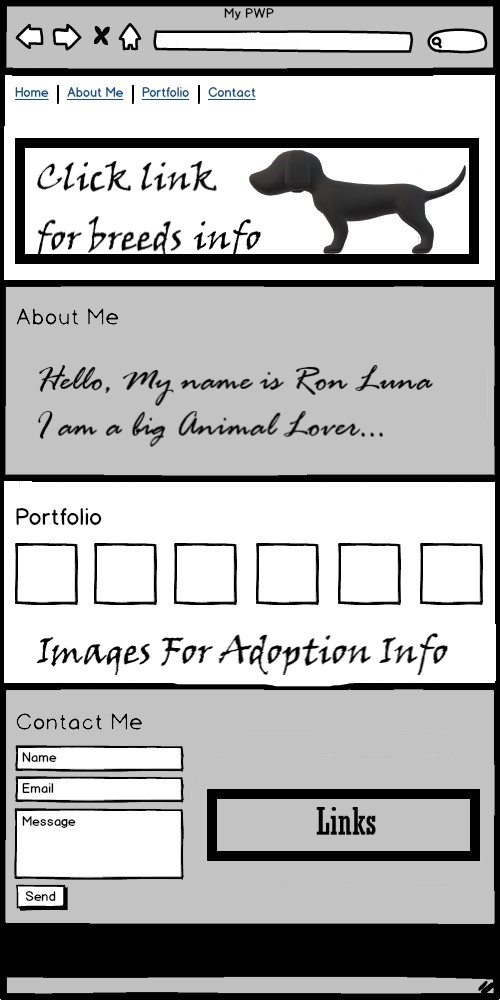 My PWP
Home | About Me | Portfolio | Contact
Click link
for breeds info
About Me
Hello, My name is Ron Luna
I am a big Animal Lover...
Portfolio
Images For Adoption Info
Contact Me
Name
Email
Message
Links
Send